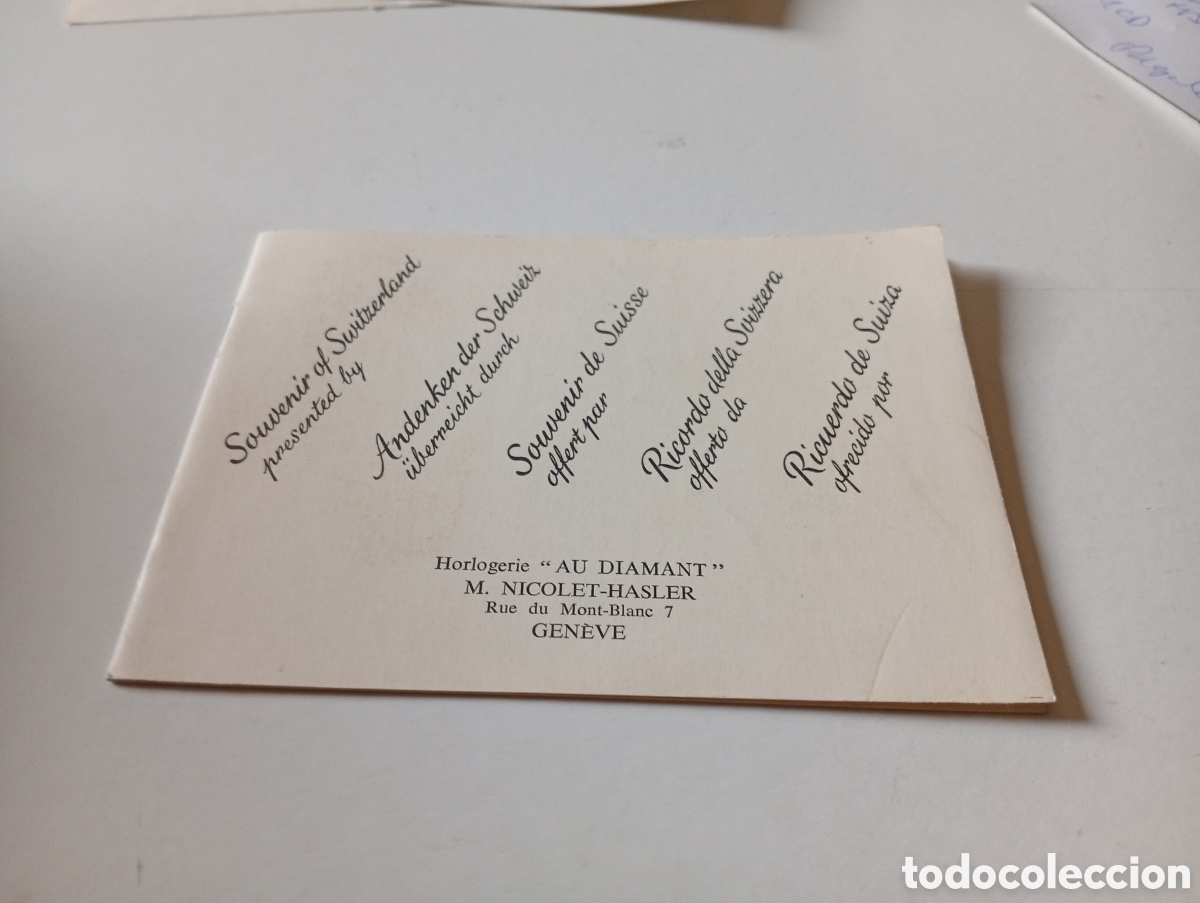 Souvenir of Switzerland
presented by
Andenken der Schweiz
überreicht durch
Souvenir de Suisse
offert par
Ricordo della Svizzera
offerto da
Ricuerdo de Suiza
ofrecido por
Horlogerie “AU DIAMANT”
M. NICOLET-HASLER
Rue du Mont-Blanc 7
GENÈVE
todocoleccion